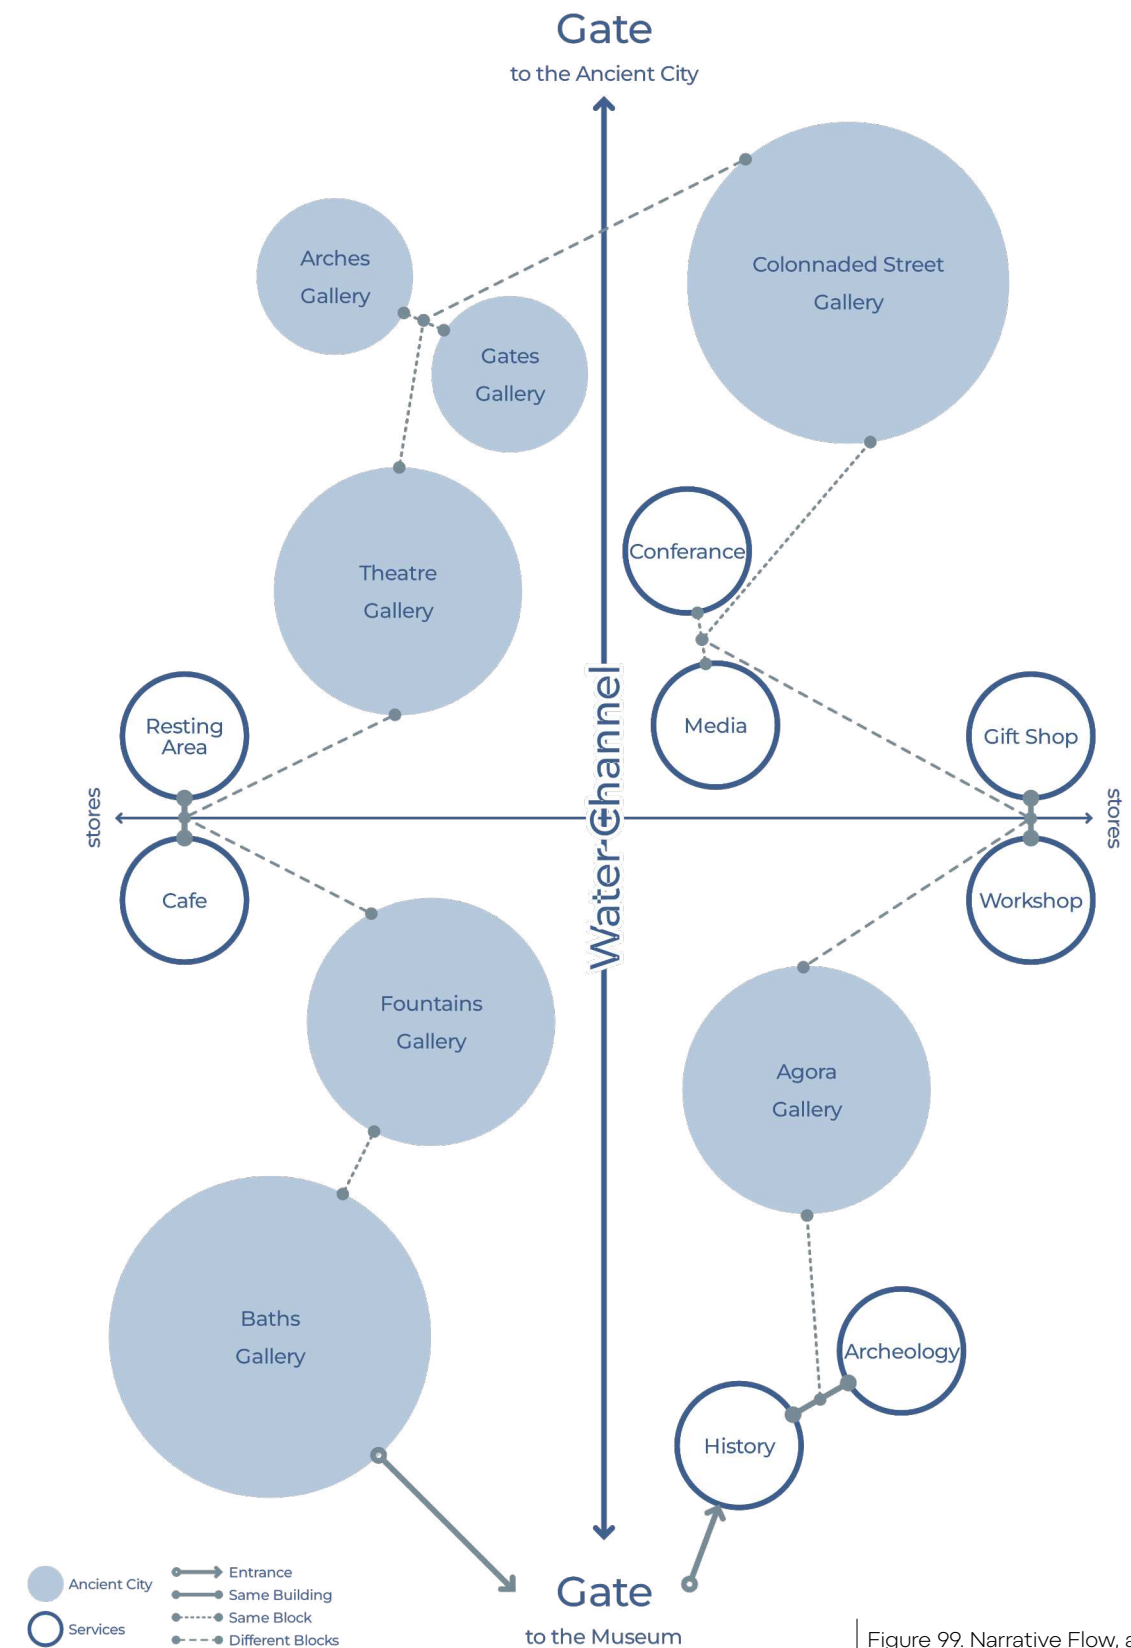 Gate
to the Ancient City
Arches
Gallery
Colonnaded Street
Gallery
Gates
Gallery
Conferance
Theatre
Gallery
Resting
Area
Media
Gift Shop
stores
Water Channel
stores
Cafe
Workshop
Fountains
Gallery
Agora
Gallery
Baths
Gallery
Archeology
History
Gate
to the Museum
Ancient City
Services
Entrance
Same Building
Same Block
Different Blocks
Figure 99. Narrative Flow, a